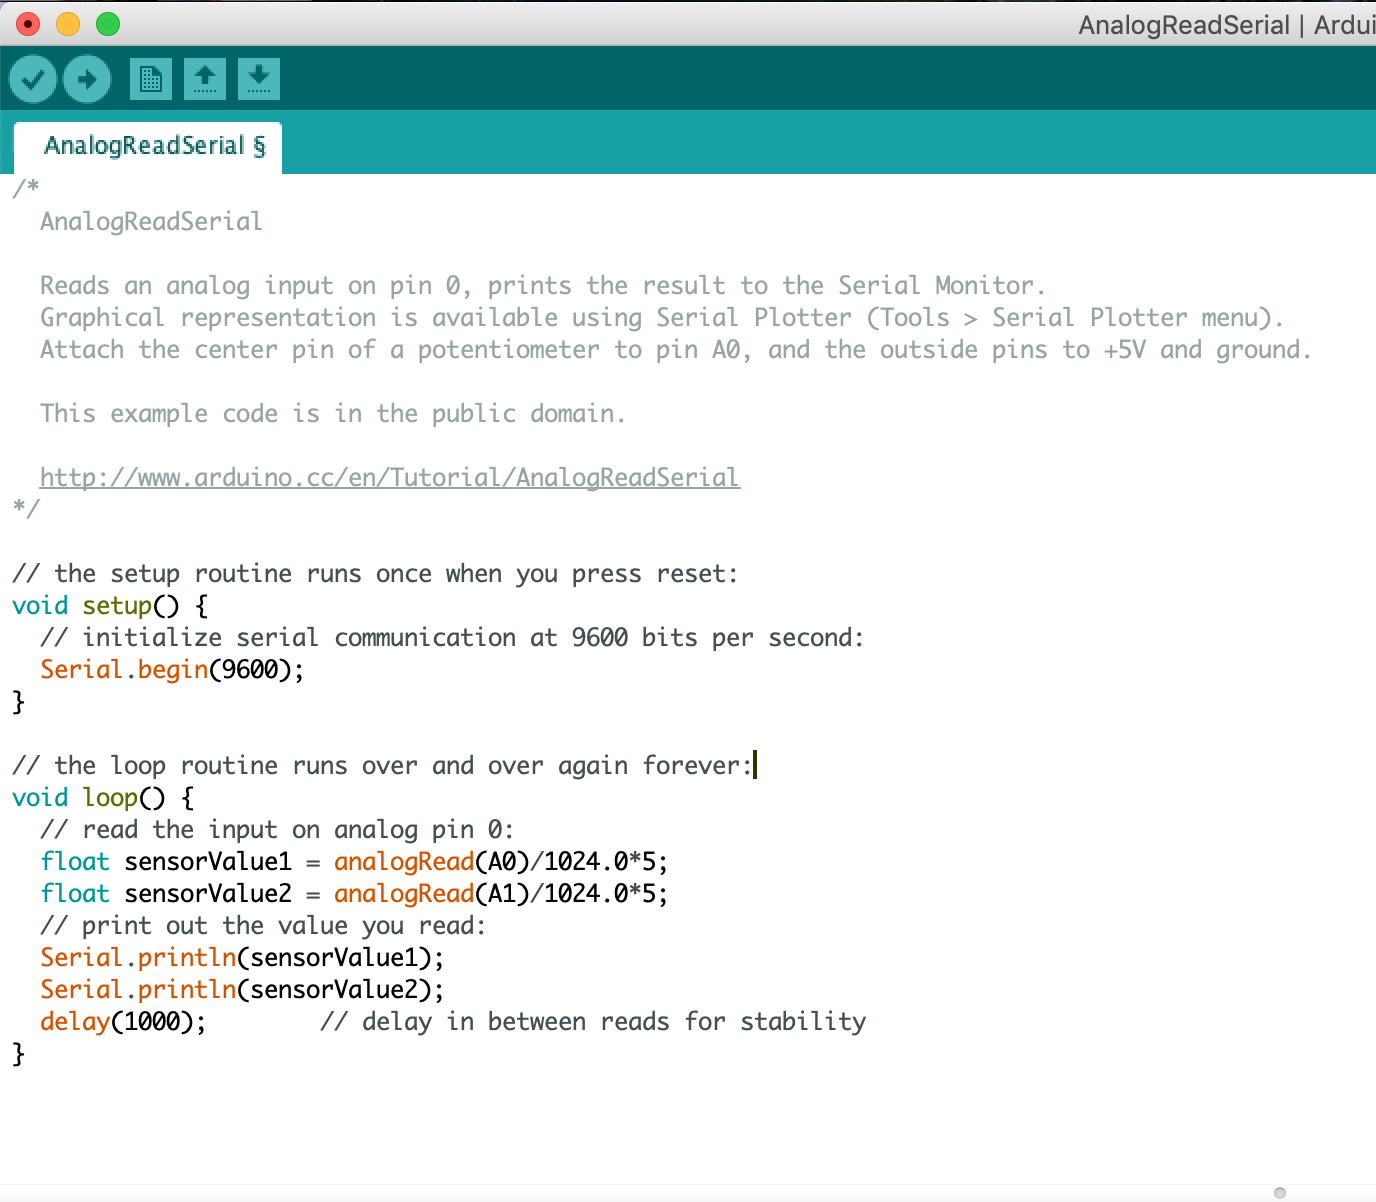 AnalogReadSerial | Ardui
AnalogReadSerial §
/*
  AnalogReadSerial

  Reads an analog input on pin 0, prints the result to the Serial Monitor.
  Graphical representation is available using Serial Plotter (Tools > Serial Plotter menu).
  Attach the center pin of a potentiometer to pin A0, and the outside pins to +5V and ground.

  This example code is in the public domain.

  http://www.arduino.cc/en/Tutorial/AnalogReadSerial
*/

// the setup routine runs once when you press reset:
void setup() {
  // initialize serial communication at 9600 bits per second:
  Serial.begin(9600);
}

// the loop routine runs over and over again forever:
void loop() {
  // read the input on analog pin 0:
  float sensorValue1 = analogRead(A0)/1024.0*5;
  float sensorValue2 = analogRead(A1)/1024.0*5;
  // print out the value you read:
  Serial.println(sensorValue1);
  Serial.println(sensorValue2);
  delay(1000);        // delay in between reads for stability
}